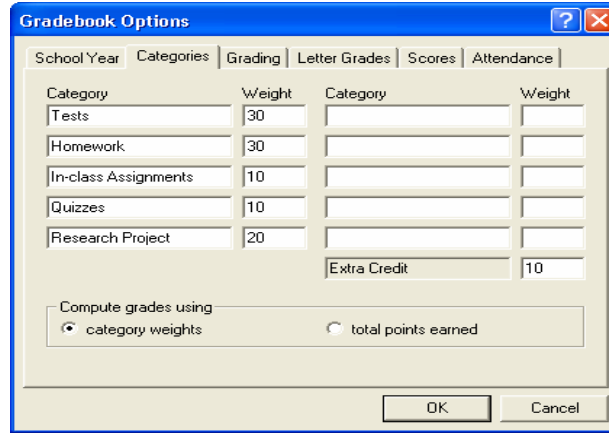 Gradebook Options
School Year Categories Grading Letter Grades Scores Attendance
Category Weight Category Weight
Tests 30
Homework 30
In-class Assignments 10
Quizzes 10
Research Project 20
Extra Credit 10
Compute grades using
category weights total points earned
OK Cancel